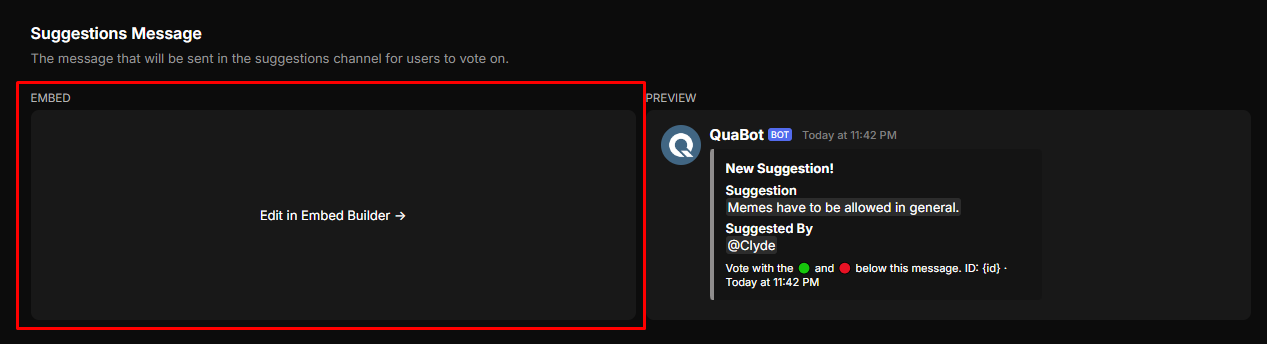 Suggestions Message
The message that will be sent in the suggestions channel for users to vote on.
EMBED
Edit in Embed Builder →
PREVIEW
QuaBot BOT Today at 11:42 PM
New Suggestion!
Suggestion
Memes have to be allowed in general.
Suggested By
@Clyde
Vote with the 🟢 and 🔴 below this message. ID: {id} ·
Today at 11:42 PM